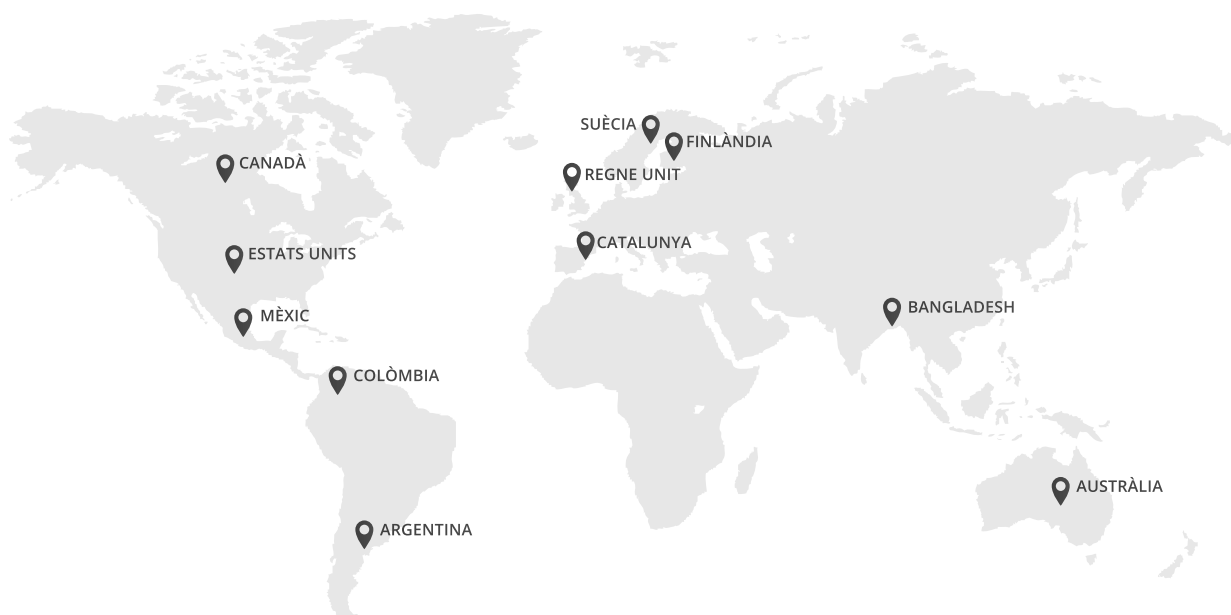 SUÈCIA
FINLÀNDIA
CANADÀ
REGNE UNIT
CATALUNYA
ESTATS UNITS
BANGLADESH
MÈXIC
COLÒMBIA
AUSTRÀLIA
ARGENTINA